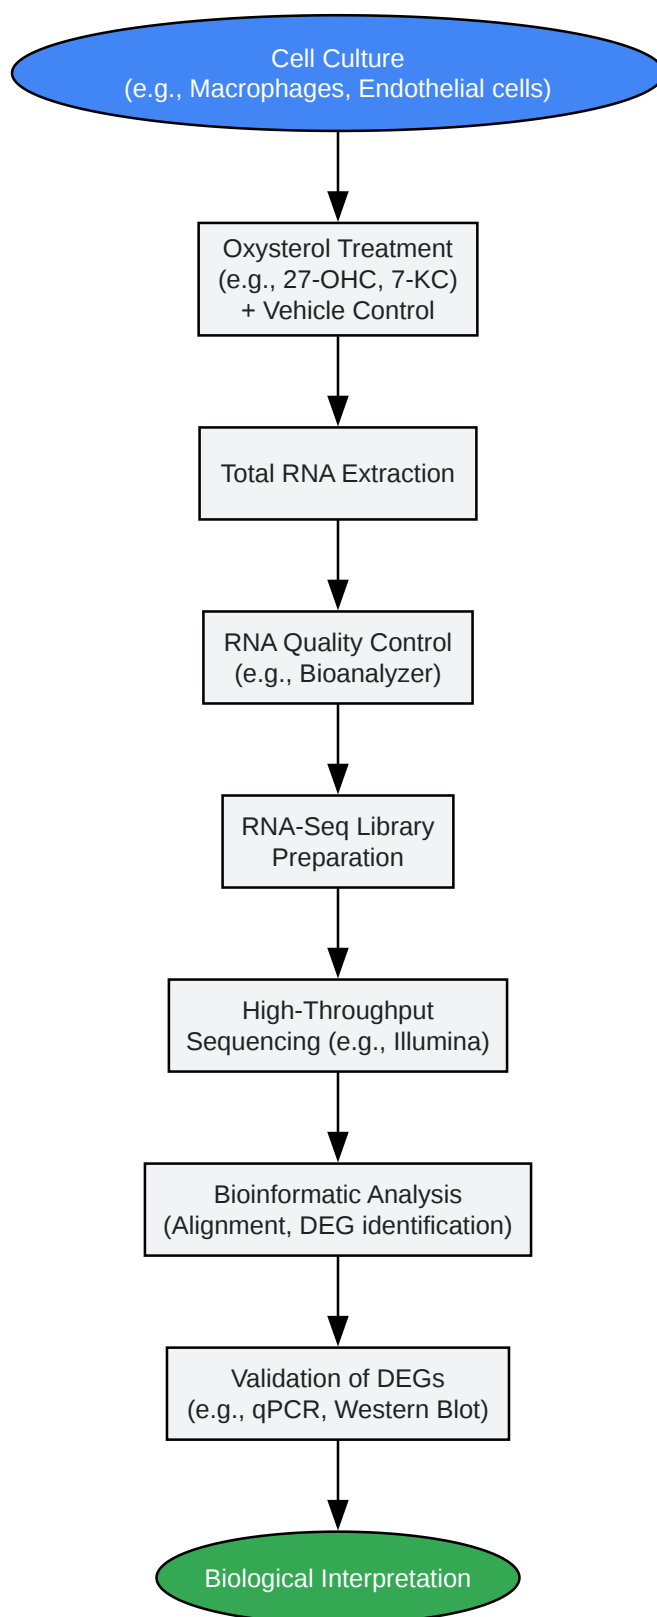 Cell Culture
(e.g., Macrophages, Endothelial cells)
Oxysterol Treatment
(e.g., 27-OHC, 7-KC)
+ Vehicle Control
Total RNA Extraction
RNA Quality Control
(e.g., Bioanalyzer)
RNA-Seq Library
Preparation
High-Throughput
Sequencing (e.g., Illumina)
Bioinformatic Analysis
(Alignment, DEG identification)
Validation of DEGs
(e.g., qPCR, Western Blot)
Biological Interpretation